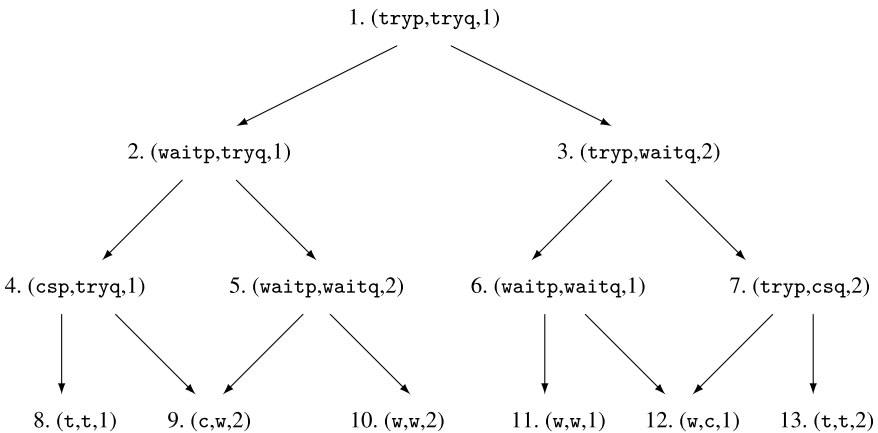 1. (tryp,tryq,1)
2. (waitp,tryq,1) 3. (tryp,waitq,2)
4. (csp,tryq,1) 5. (waitp,waitq,2) 6. (waitp,waitq,1) 7. (tryp,csq,2)
8. (t,t,1) 9. (c,w,2) 10. (w,w,2) 11. (w,w,1) 12. (w,c,1) 13. (t,t,2)